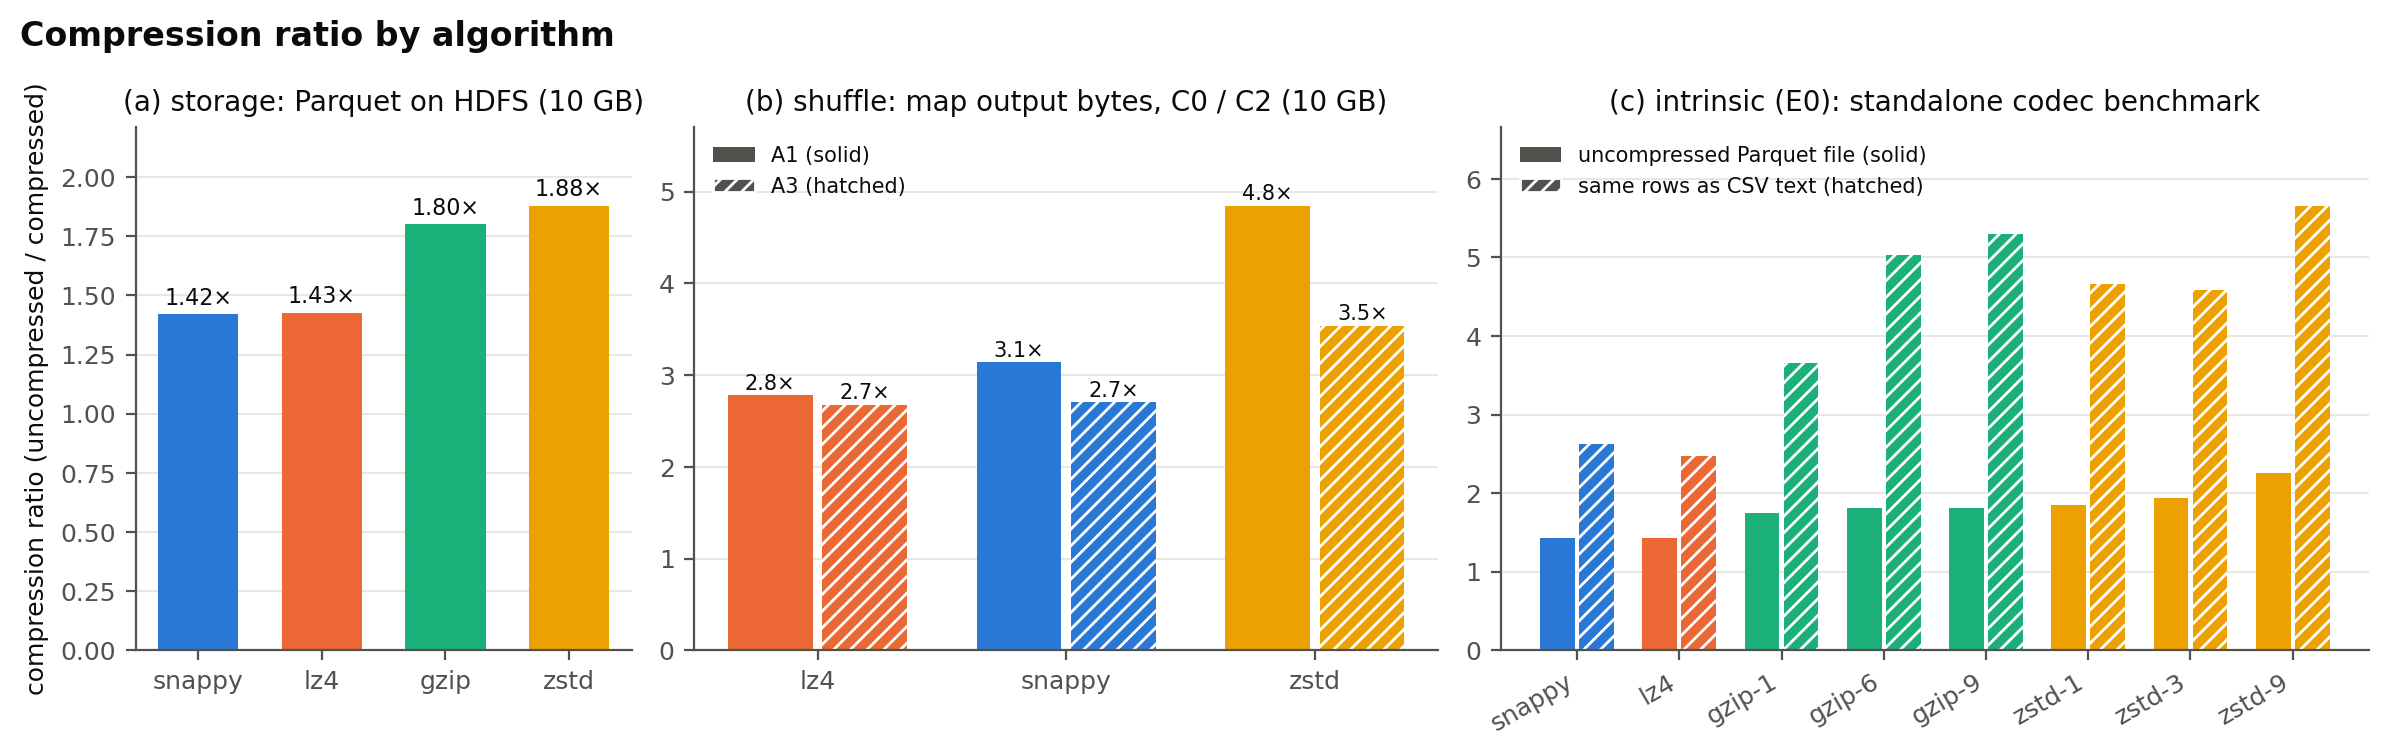 Compression ratio by algorithm
compression ratio (uncompressed / compressed)
(a) storage: Parquet on HDFS (10 GB)
2.00
1.75
1.50
1.25
1.00
0.75
0.50
0.25
0.00
1.42×
1.43×
1.80×
1.88×
snappy
lz4
gzip
zstd
(b) shuffle: map output bytes, C0 / C2 (10 GB)
A1 (solid)
A3 (hatched)
5
4
3
2
1
0
2.8×
2.7×
3.1×
2.7×
4.8×
3.5×
lz4
snappy
zstd
(c) intrinsic (E0): standalone codec benchmark
uncompressed Parquet file (solid)
same rows as CSV text (hatched)
6
5
4
3
2
1
0
snappy
lz4
gzip-1
gzip-6
gzip-9
zstd-1
zstd-3
zstd-9